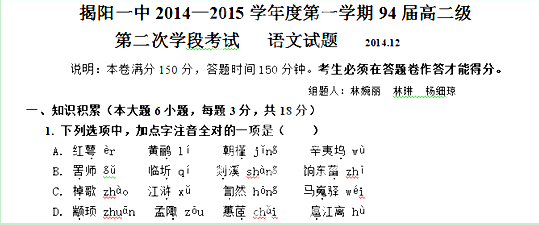 揭阳一中 2014—2015 学年度第一学期 94 届高二级
第二次学段考试 语文试题 2014.12
说明：本卷满分 150 分，答题时间 150 分钟。考生必须在答题卷作答才能得分。
组题人：林婉丽 林琳 杨细琼
一、知识积累（本大题 6 小题，每题 3 分，共 18 分）
1. 下列选项中，加点字注音全对的一项是（ ）
A. 红萼 èr 黄鹂 lí 朝槿 jǐng 辛夷坞 wù
B. 罟师 gǔ 临圻 qí 剡溪 shàng 饷东菑 zhī
C. 棹歌 zhào 江浒 xǔ 訇然 hōng 马嵬驿 wéi
D. 颛顼 zhuān 孟陬 zōu 蕙茝 chǎi 扈江离 hù